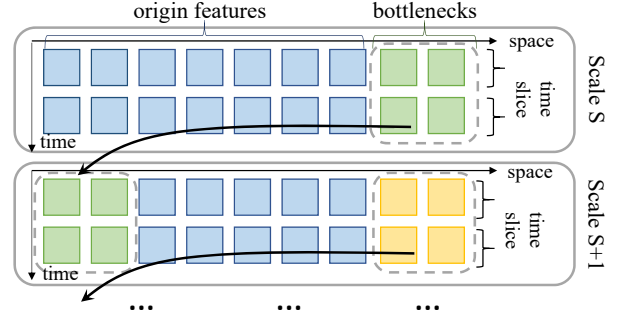 origin features
bottlenecks
space
time
slice
time
Scale S
space
time
slice
time
Scale S+1
... ... ...